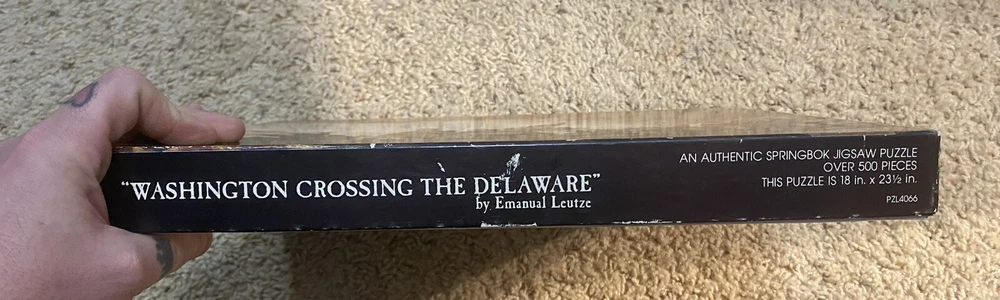 "WASHINGTON CROSSING THE DELAWARE"
by Emanual Leutze
AN AUTHENTIC SPRINGBOK JIGSAW PUZZLE
OVER 500 PIECES
THIS PUZZLE IS 18 in. x 23½ in.
PZL4066